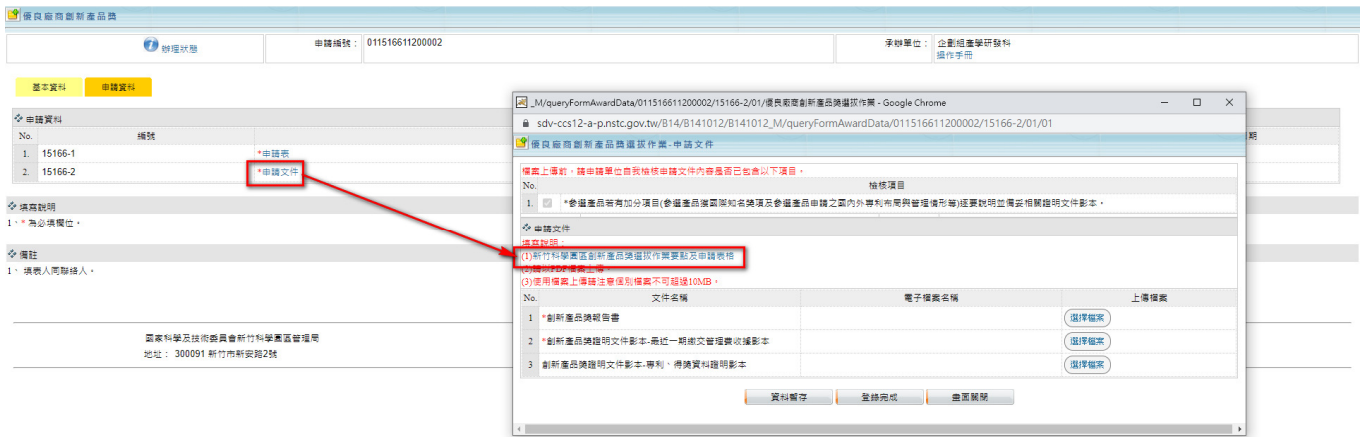 優良廠商創新產品獎
辦理狀態 申請編號： 011516611200002 承辦單位： 企劃組產學研發科
操作手冊
基本資料 申請資料
申請資料
No. 編號 期
1. 15166-1 *申請表
2. 15166-2 *申請文件
填寫說明
1、* 為必填欄位。
備註
1、 填表人同聯絡人。
國家科學及技術委員會新竹科學園區管理局
地址： 300091 新竹市新安路2號
_M/queryFormAwardData/011516611200002/15166-2/01/優良廠商創新產品獎選拔作業 - Google Chrome
sdv-ccs12-a-p.nstc.gov.tw/B14/B141012/B141012_M/queryFormAwardData/011516611200002/15166-2/01/01
優良廠商創新產品獎選拔作業-申請文件
檔案上傳前，請申請單位自我檢核申請文件內容是否已包含以下項目。
No. 檢核項目
1. *參選產品若有加分項目(參選產品獲國際知名獎項及參選產品申請之國內外專利布局與管理情形等)逐要說明並備妥相關證明文件影本。
申請文件
填寫說明：
(1)新竹科學園區創新產品獎選拔作業要點及申請表格
(2)請以PDF檔案上傳。
(3)使用檔案上傳請注意個別檔案不可超過10MB。
No. 文件名稱 電子檔案名稱 上傳檔案
1 *創新產品獎報告書 選擇檔案
2 *創新產品獎證明文件影本-最近一期繳交管理費收據影本 選擇檔案
3 創新產品獎證明文件影本-專利、得獎資料證明影本 選擇檔案
資料暫存 登錄完成 畫面關閉